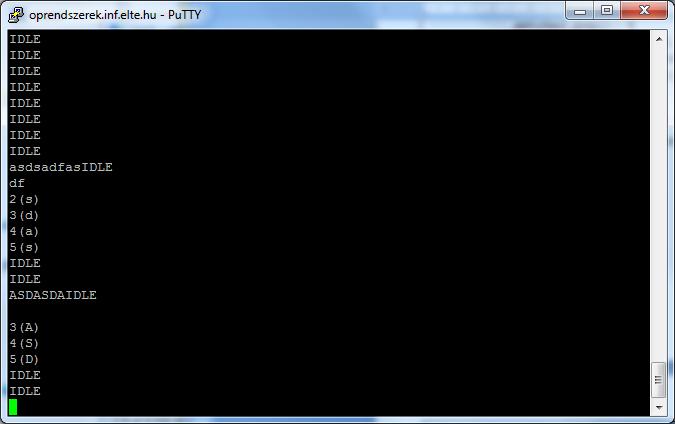 oprendszerek.inf.elte.hu - PuTTY
IDLE
IDLE
IDLE
IDLE
IDLE
IDLE
IDLE
IDLE
asdsadfasIDLE
df
2(s)
3(d)
4(a)
5(s)
IDLE
IDLE
ASDASDAIDLE
3(A)
4(S)
5(D)
IDLE
IDLE